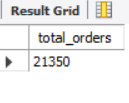 Result Grid
total_orders
21350